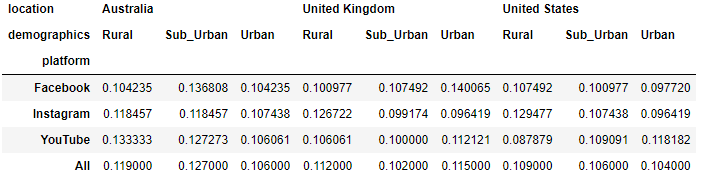 location Australia United Kingdom United States
demographics Rural Sub_Urban Urban Rural Sub_Urban Urban Rural Sub_Urban Urban
platform
Facebook 0.104235 0.136808 0.104235 0.100977 0.107492 0.140065 0.107492 0.100977 0.097720
Instagram 0.118457 0.118457 0.107438 0.126722 0.099174 0.096419 0.129477 0.107438 0.096419
YouTube 0.133333 0.127273 0.106061 0.106061 0.100000 0.112121 0.087879 0.109091 0.118182
All 0.119000 0.127000 0.106000 0.112000 0.102000 0.115000 0.109000 0.106000 0.104000